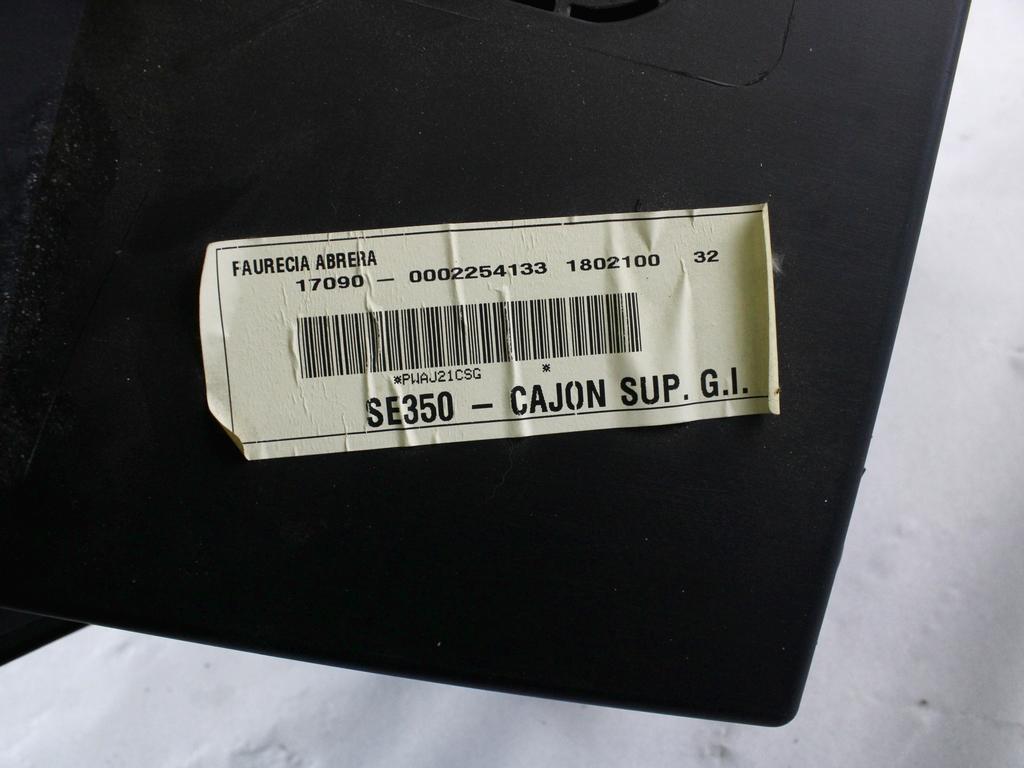 FAURECIA ABRERA
17090 - 0002254133 1802100 32
*PWAJ21CSG *
SE350 - CAJON SUP. G.I.